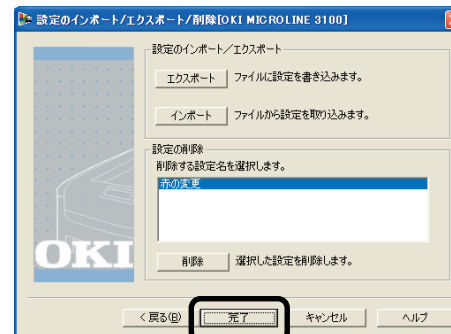 設定のインポート/エクスポート/削除[OKI MICROLINE 3100]
設定のインポート／エクスポート
エクスポート ファイルに設定を書き込みます。
インポート ファイルから設定を取り込みます。
設定の削除
削除する設定名を選択します。
赤の変更
OKI
削除 選択した設定を削除します。
< 戻る(B) 完了 キャンセル ヘルプ